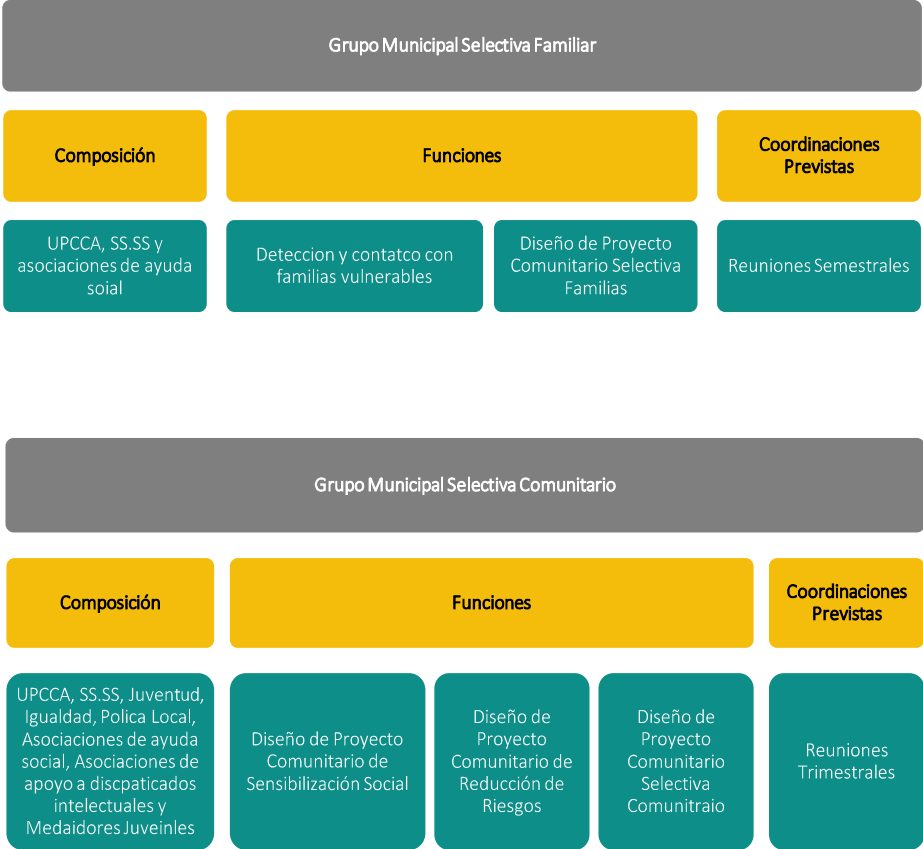 Grupo Municipal Selectiva Familiar
Composición
Funciones
Coordinaciones
Previstas
UPCCA, SS.SS y
asociaciones de ayuda
soial
Deteccion y contatco con
familias vulnerables
Diseño de Proyecto
Comunitario Selectiva
Familias
Reuniones Semestrales
Grupo Municipal Selectiva Comunitario
Composición
Funciones
Coordinaciones
Previstas
UPCCA, SS.SS, Juventud,
Igualdad, Polica Local,
Asociaciones de ayuda
social, Asociaciones de
apoyo a discpaticados
intelectuales y
Medaidores Juveinles
Diseño de Proyecto
Comunitario de
Sensibilización Social
Diseño de
Proyecto
Comunitario de
Reducción de
Riesgos
Diseño de
Proyecto
Comunitario
Selectiva
Comunitraio
Reuniones
Trimestrales